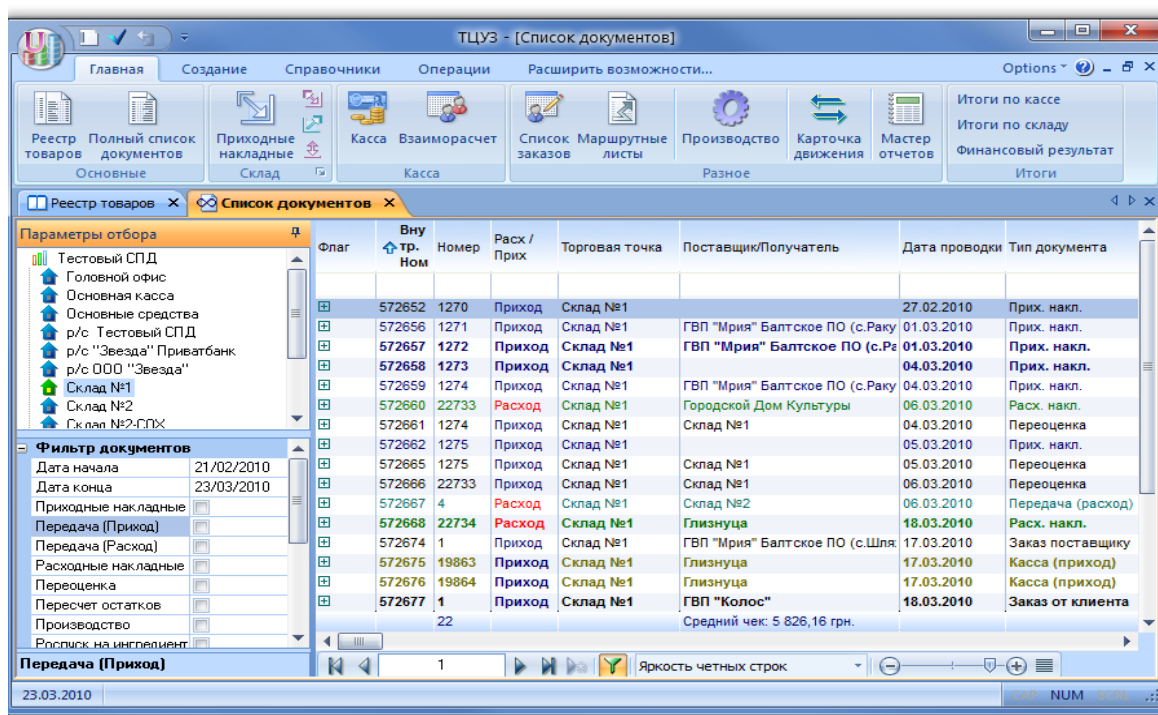 ТЦУЗ - [Список документов]
Главная Создание Справочники Операции Расширить возможности... Options
Реестр товаров Полный список документов Приходные накладные Касса Взаиморасчет Список заказов Маршрутные листы Производство Карточка движения Мастер отчетов
Итоги по кассе
Итоги по складу
Финансовый результат
Основные Склад Касса Разное Итоги
Реестр товаров X Список документов X
Параметры отбора
Тестовый СПД
Головной офис
Основная касса
Основные средства
р/с Тестовый СПД
р/с "Звезда" Приватбанк
р/с ООО "Звезда"
Склад №1
Склад №2
Склад №2-СПХ
Фильтр документов
Дата начала 21/02/2010
Дата конца 23/03/2010
Приходные накладные
Передача (Приход)
Передача (Расход)
Расходные накладные
Переоценка
Пересчет остатков
Производство
Роспуск на ингредиент
Передача (Приход)
Флаг Внутр. Ном Номер Расх / Прих Торговая точка Поставщик/Получатель Дата проводки Тип документа
572652 1270 Приход Склад №1 27.02.2010 Прих. накл.
572656 1271 Приход Склад №1 ГВП "Мрия" Балтское ПО (с.Раку 01.03.2010 Прих. накл.
572657 1272 Приход Склад №1 ГВП "Мрия" Балтское ПО (с.Ра 01.03.2010 Прих. накл.
572658 1273 Приход Склад №1 04.03.2010 Прих. накл.
572659 1274 Приход Склад №1 ГВП "Мрия" Балтское ПО (с.Раку 04.03.2010 Прих. накл.
572660 22733 Расход Склад №1 Городской Дом Культуры 06.03.2010 Расх. накл.
572661 1274 Приход Склад №1 Склад №1 04.03.2010 Переоценка
572662 1275 Приход Склад №1 05.03.2010 Прих. накл.
572665 1275 Приход Склад №1 Склад №1 05.03.2010 Переоценка
572666 22733 Приход Склад №1 Склад №1 06.03.2010 Переоценка
572667 4 Расход Склад №1 Склад №2 06.03.2010 Передача (расход)
572668 22734 Расход Склад №1 Глизнуца 18.03.2010 Расх. накл.
572674 1 Приход Склад №1 ГВП "Мрия" Балтское ПО (с.Шля 17.03.2010 Заказ поставщику
572675 19863 Приход Склад №1 Глизнуца 17.03.2010 Касса (приход)
572676 19864 Приход Склад №1 Глизнуца 17.03.2010 Касса (приход)
572677 1 Приход Склад №1 ГВП "Колос" 18.03.2010 Заказ от клиента
22 Средний чек: 5 826,16 грн.
1 Яркость четных строк
23.03.2010 CAP NUM SCRL